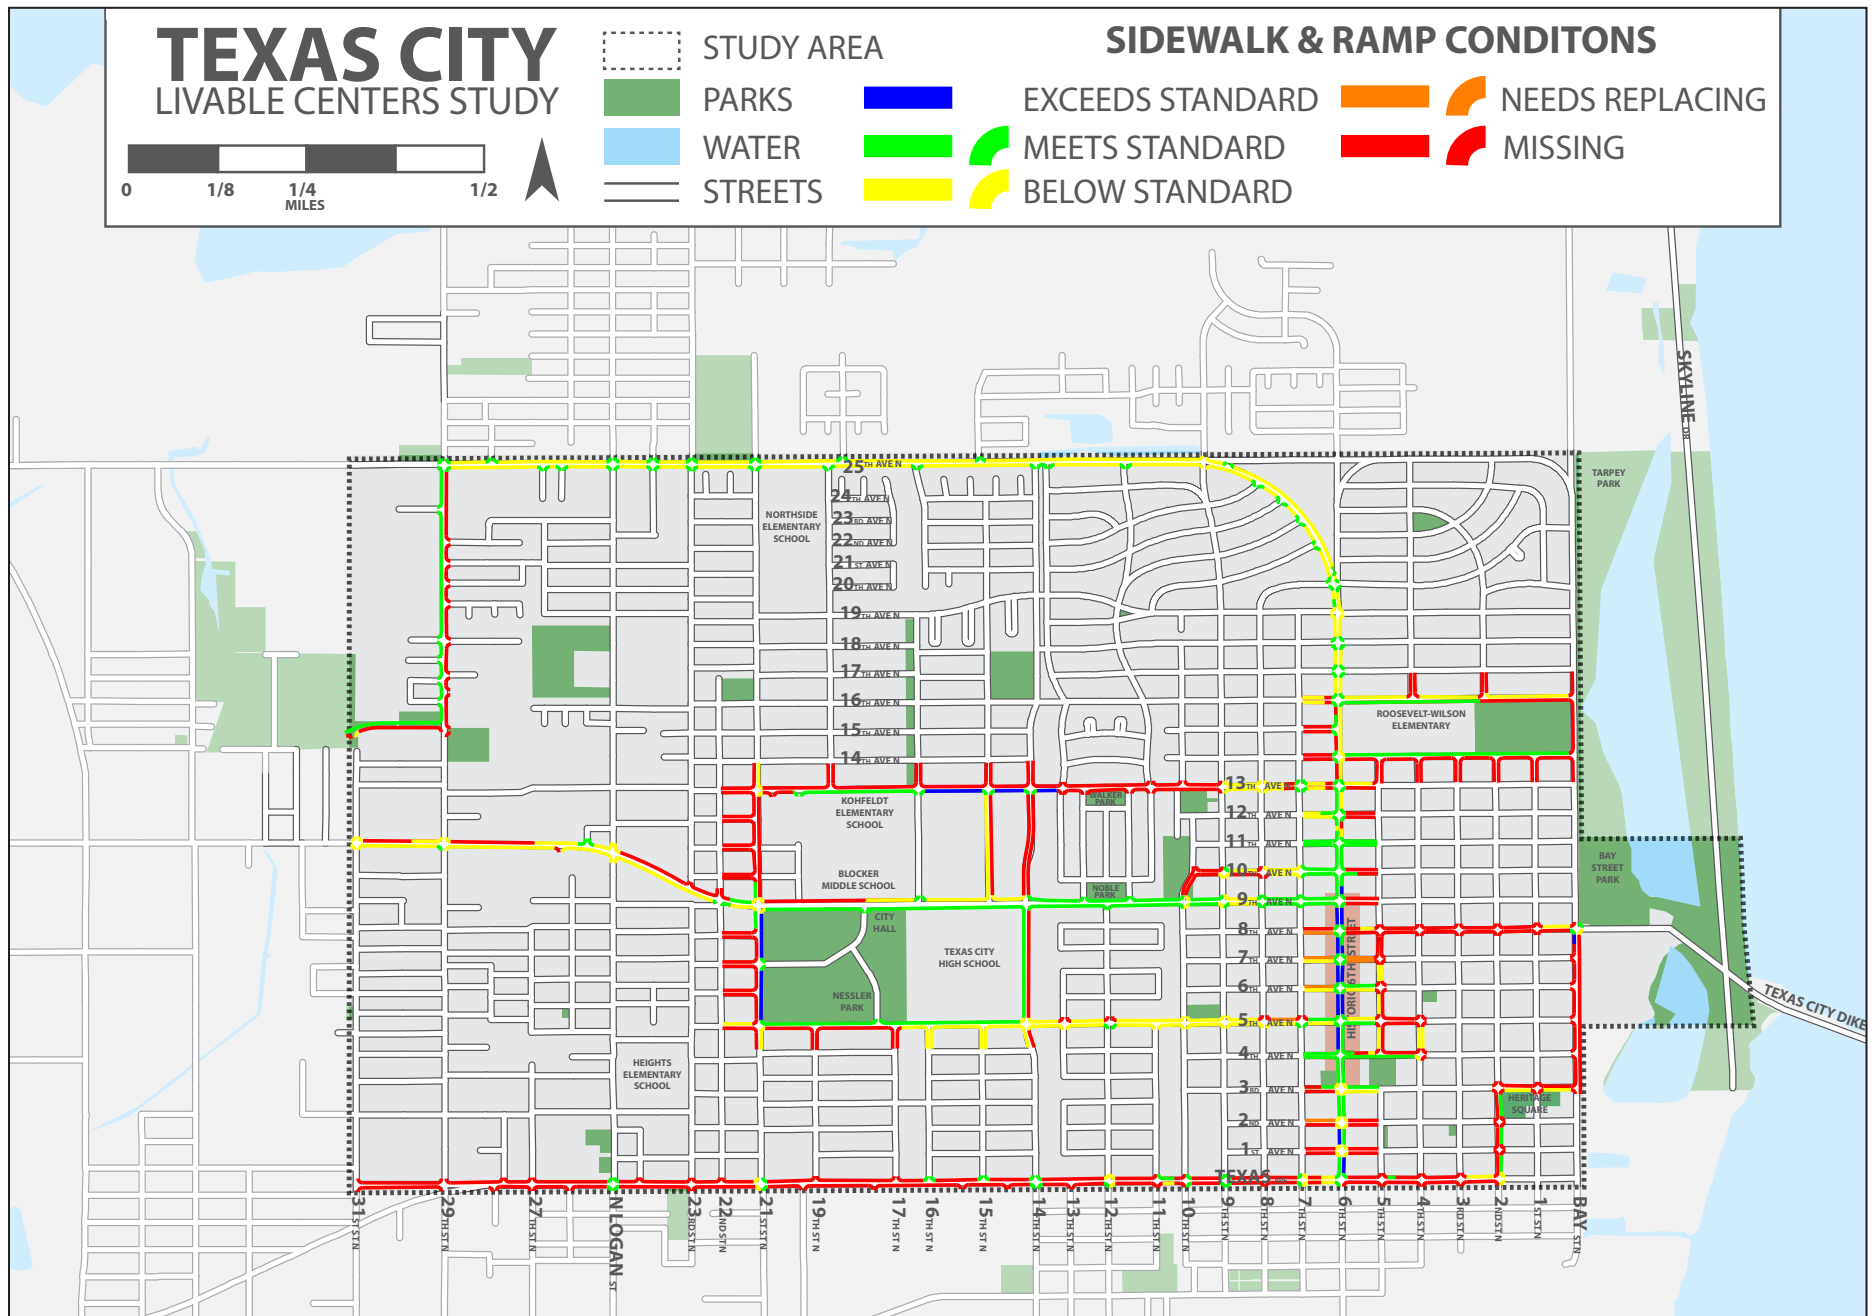 TEXAS CITY
LIVABLE CENTERS STUDY
0 1/8 1/4 1/2
MILES
STUDY AREA
PARKS
WATER
STREETS
SIDEWALK & RAMP CONDITONS
EXCEEDS STANDARD
MEETS STANDARD
BELOW STANDARD
NEEDS REPLACING
MISSING
SKYLINE DR
TARPEY
PARK
25TH AVE N
24TH AVE N
23RD AVE N
22ND AVE N
21ST AVE N
20TH AVE N
19TH AVE N
18TH AVE N
17TH AVE N
16TH AVE N
15TH AVE N
14TH AVE N
NORTHSIDE
ELEMENTARY
SCHOOL
ROOSEVELT-WILSON
ELEMENTARY
KOHFELDT
ELEMENTARY
SCHOOL
WALKER
PARK
13TH AVE N
12TH AVE N
11TH AVE N
10TH AVE N
9TH AVE N
8TH AVE N
7TH AVE N
6TH AVE N
5TH AVE N
4TH AVE N
3RD AVE N
2ND AVE N
1ST AVE N
BLOCKER
MIDDLE SCHOOL
NOBLE
PARK
BAY
STREET
PARK
CITY
HALL
TEXAS CITY
HIGH SCHOOL
NESSLER
PARK
HISTORIC 6TH STREET
TEXAS CITY DIKE
HEIGHTS
ELEMENTARY
SCHOOL
HERITAGE
SQUARE
TEXAS AVE
31ST ST N
29TH ST N
27TH ST N
N LOGAN ST
23RD ST N
22ND ST N
21ST ST N
19TH ST N
17TH ST N
16TH ST N
15TH ST N
14TH ST N
13TH ST N
12TH ST N
11TH ST N
10TH ST N
9TH ST N
8TH ST N
7TH ST N
6TH ST N
5TH ST N
4TH ST N
3RD ST N
2ND ST N
1ST ST N
BAY ST N